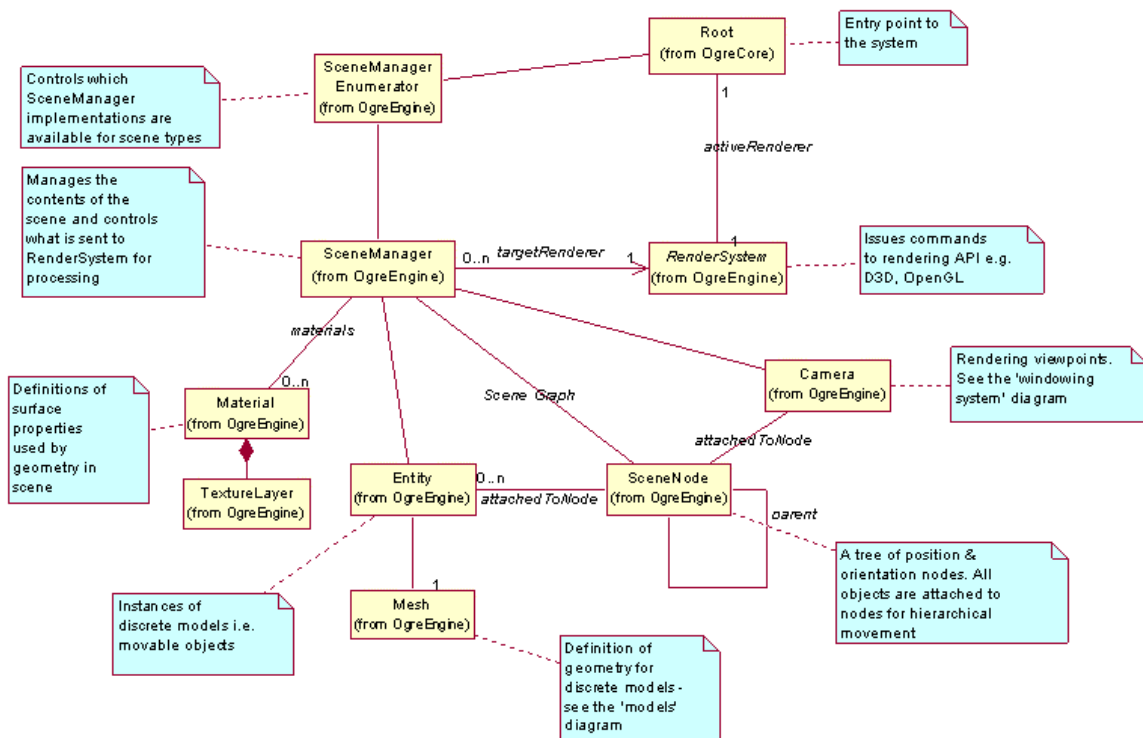 Root
(from OgreCore)
Entry point to
the system
SceneManager
Enumerator
(from OgreEngine)
Controls which
SceneManager
implementations are
available for scene types
1
activeRenderer
1
Manages the
contents of the
scene and controls
what is sent to
RenderSystem for
processing
SceneManager
(from OgreEngine)
0..n
targetRenderer
1
RenderSystem
(from OgreEngine)
Issues commands
to rendering API e.g.
D3D, OpenGL
materials
0..n
Definitions of
surface
properties
used by
geometry in
scene
Material
(from OgreEngine)
TextureLayer
(from OgreEngine)
Scene Graph
Camera
(from OgreEngine)
Rendering viewpoints.
See the 'windowing
system' diagram
attachedToNode
Entity
(from OgreEngine)
0..n
attachedToNode
SceneNode
(from OgreEngine)
parent
A tree of position &
orientation nodes. All
objects are attached to
nodes for hierarchical
movement
Instances of
discrete models i.e.
movable objects
1
Mesh
(from OgreEngine)
Definition of
geometry for
discrete models -
see the 'models'
diagram